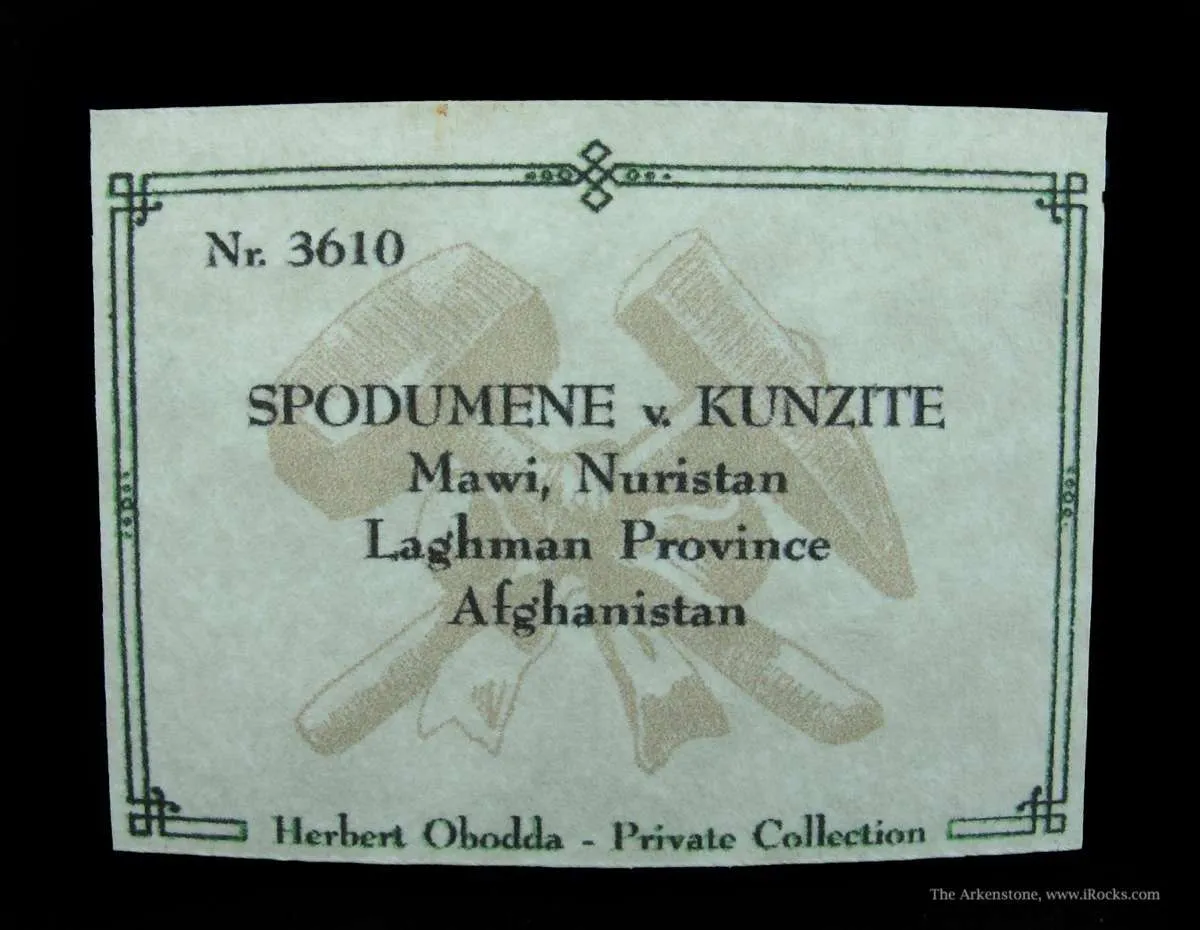 Nr. 3610
SPODUMENE v. KUNZITE
Mawi, Nuristan
Laghman Province
Afghanistan
Herbert Obodda - Private Collection
The Arkenstone, www.iRocks.com